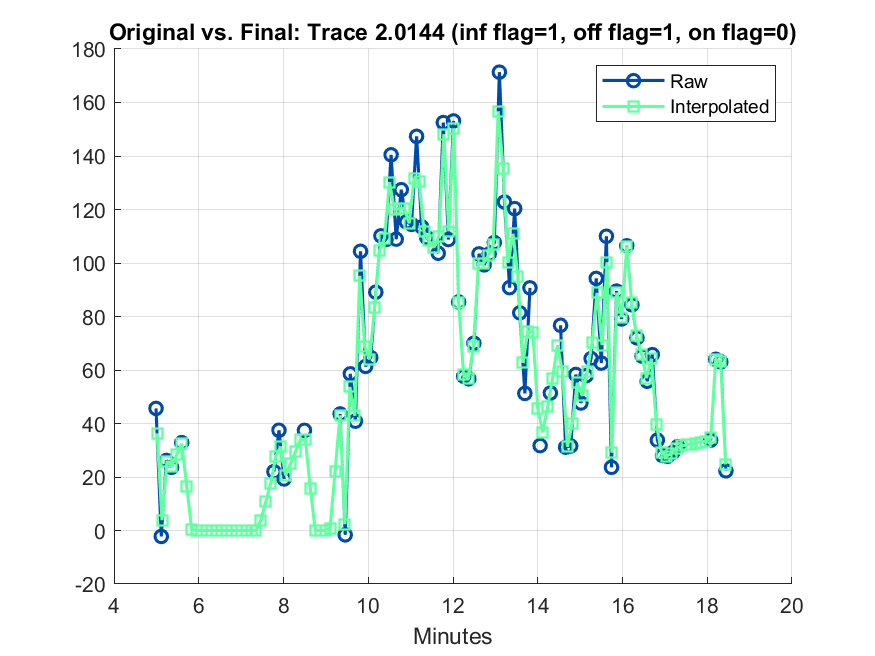 Original vs. Final: Trace 2.0144 (inf flag=1, off flag=1, on flag=0)
180
160
140
120
100
80
60
40
20
0
-20
Raw
Interpolated
4 6 8 10 12 14 16 18 20
Minutes